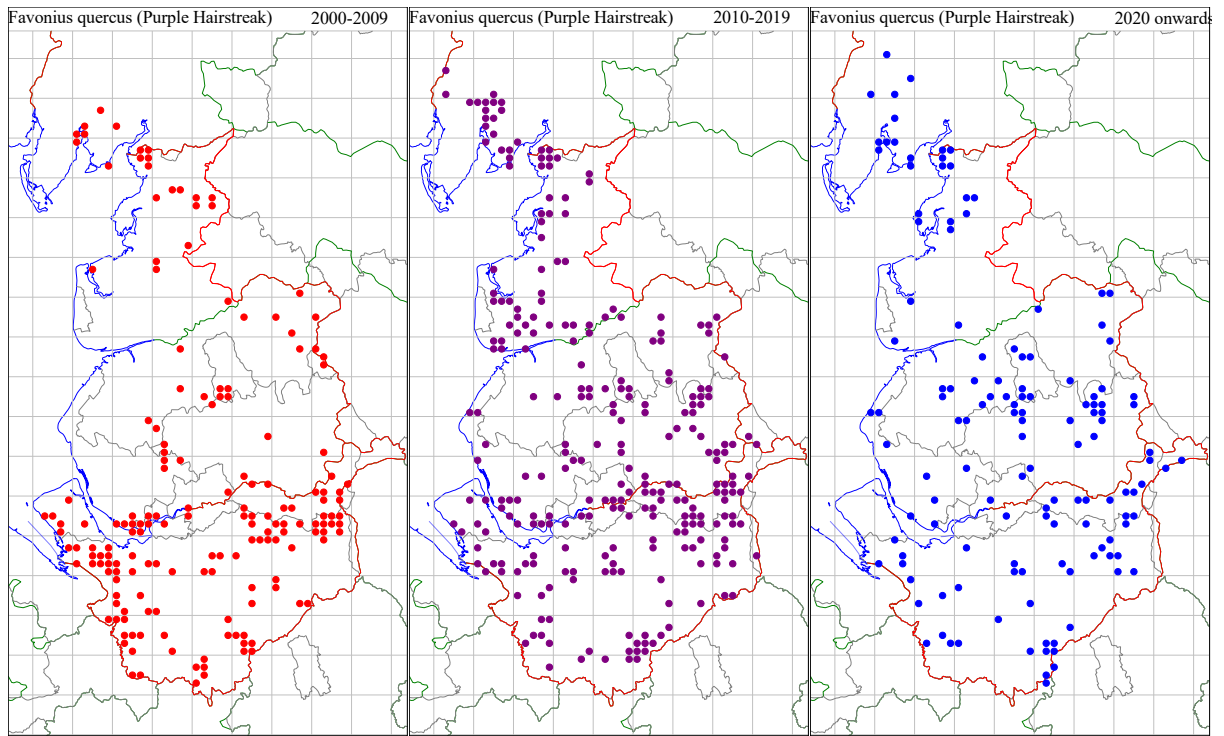 Favonius quercus (Purple Hairstreak) 2000-2009
Favonius quercus (Purple Hairstreak) 2010-2019
Favonius quercus (Purple Hairstreak) 2020 onwards